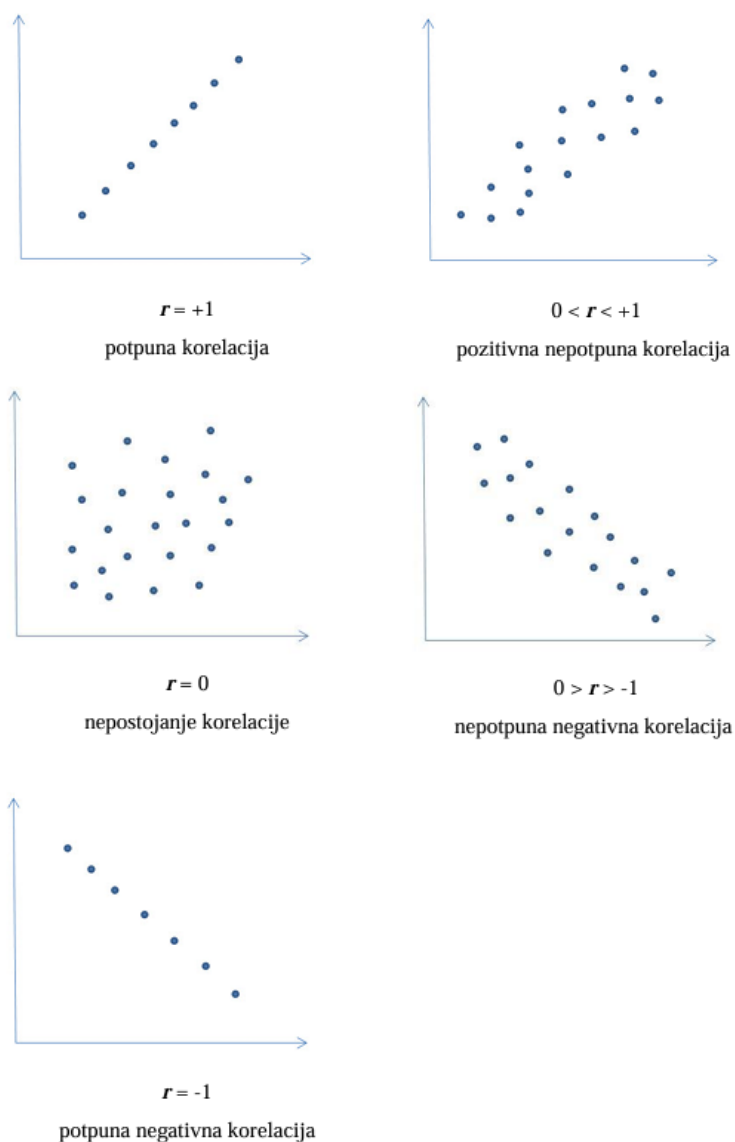 r = +1
potpuna korelacija
0 < r < +1
pozitivna nepotpuna korelacija
r = 0
nepostojanje korelacije
0 > r > -1
nepotpuna negativna korelacija
r = -1
potpuna negativna korelacija